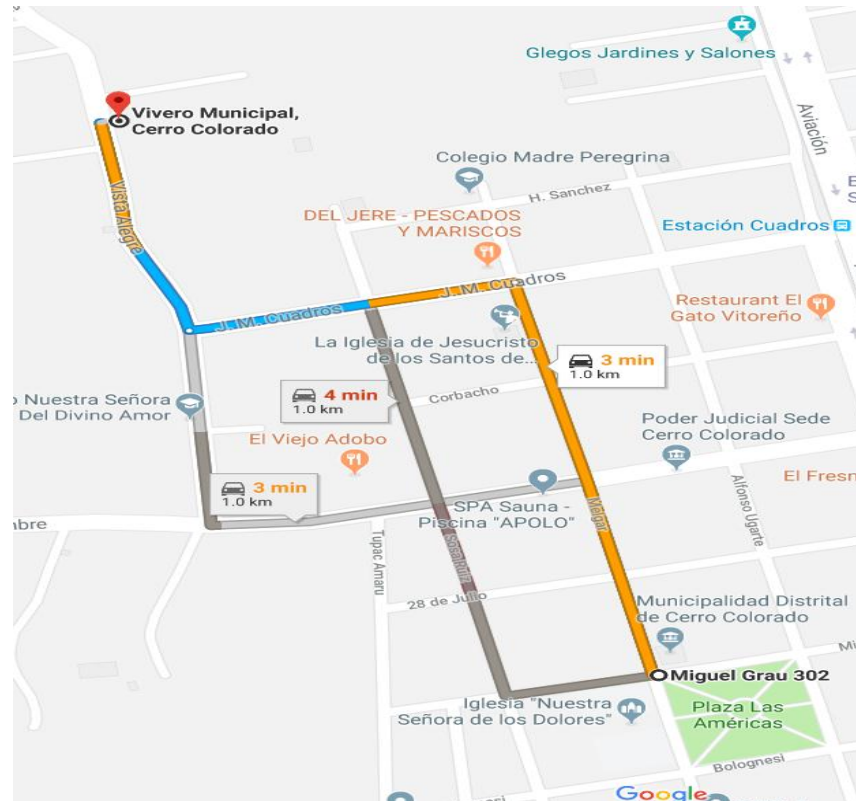 Glegos Jardines y Salones
Aviación
Vivero Municipal,
Cerro Colorado
Colegio Madre Peregrina
H. Sanchez
Vista Alegre
DEL JERE - PESCADOS
Y MARISCOS
Estación Cuadros
J. M. Cuadros
J. M. Cuadros
Restaurant El
Gato Vitoreño
La Iglesia de Jesucristo
de los Santos de...
3 min
1.0 km
4 min
1.0 km
Corbacho
o Nuestra Señora
Del Divino Amor
Poder Judicial Sede
Cerro Colorado
El Viejo Adobo
3 min
1.0 km
El Fresn
SPA Sauna -
Piscina "APOLO"
Alfonso Ugarte
Melgar
mbre
Tupac Amaru
Sosa Ruiz
28 de Julio
Municipalidad Distrital
de Cerro Colorado
Mi
Miguel Grau 302
Iglesia "Nuestra
Señora de los Dolores"
Plaza Las
Américas
Bolognesi
Google